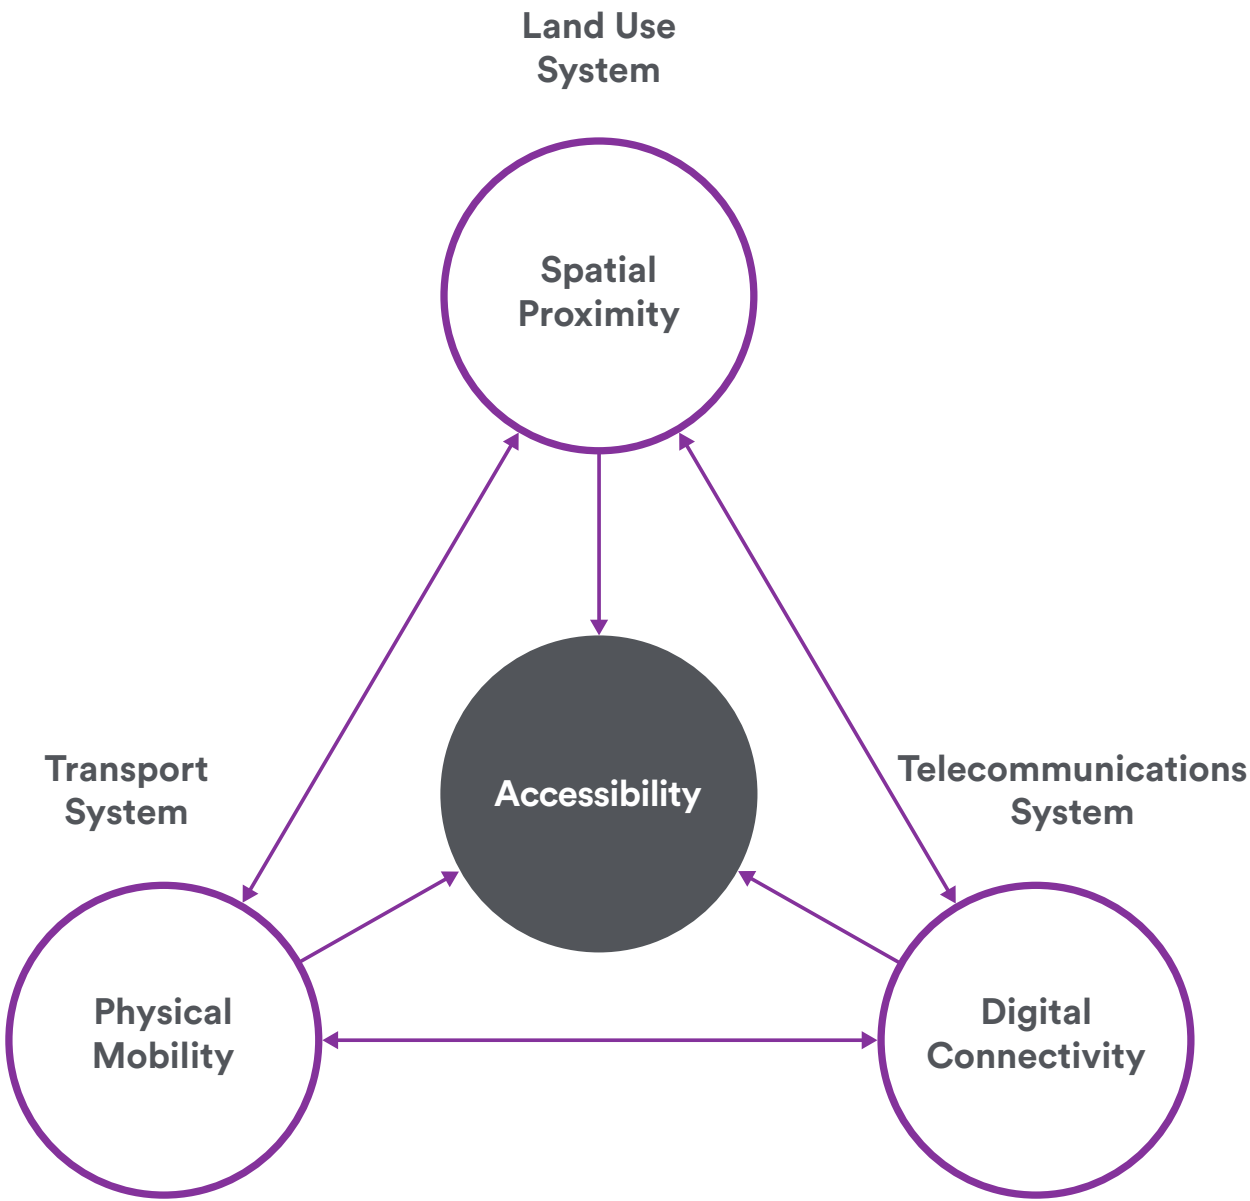 Land Use
System
Spatial
Proximity
Transport
System
Accessibility
Telecommunications
System
Physical
Mobility
Digital
Connectivity